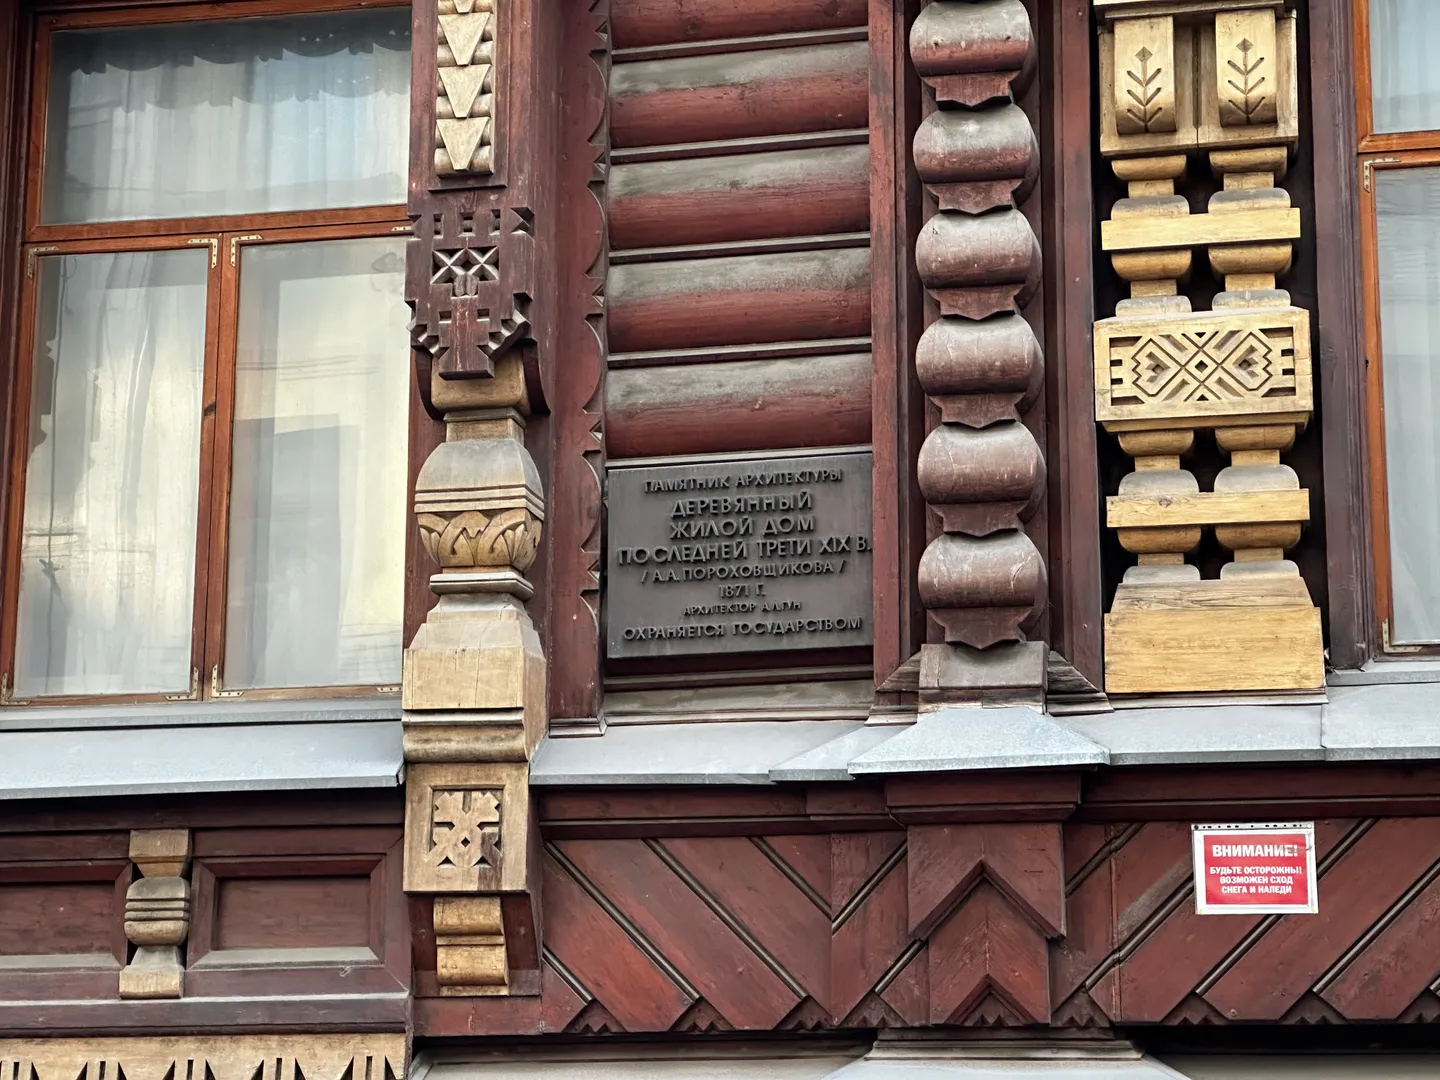 ПАМЯТНИК АРХИТЕКТУРЫ
ДЕРЕВЯННЫЙ
ЖИЛОЙ ДОМ
ПОСЛЕДНЕЙ ТРЕТИ XIX В.
/ А.А. ПОРОХОВЩИКОВА /
1871 Г.
АРХИТЕКТОР А.Л.ГУН
ОХРАНЯЕТСЯ ГОСУДАРСТВОМ
ВНИМАНИЕ!
БУДЬТЕ ОСТОРОЖНЫ!
ВОЗМОЖЕН СХОД
СНЕГА И НАЛЕДИ